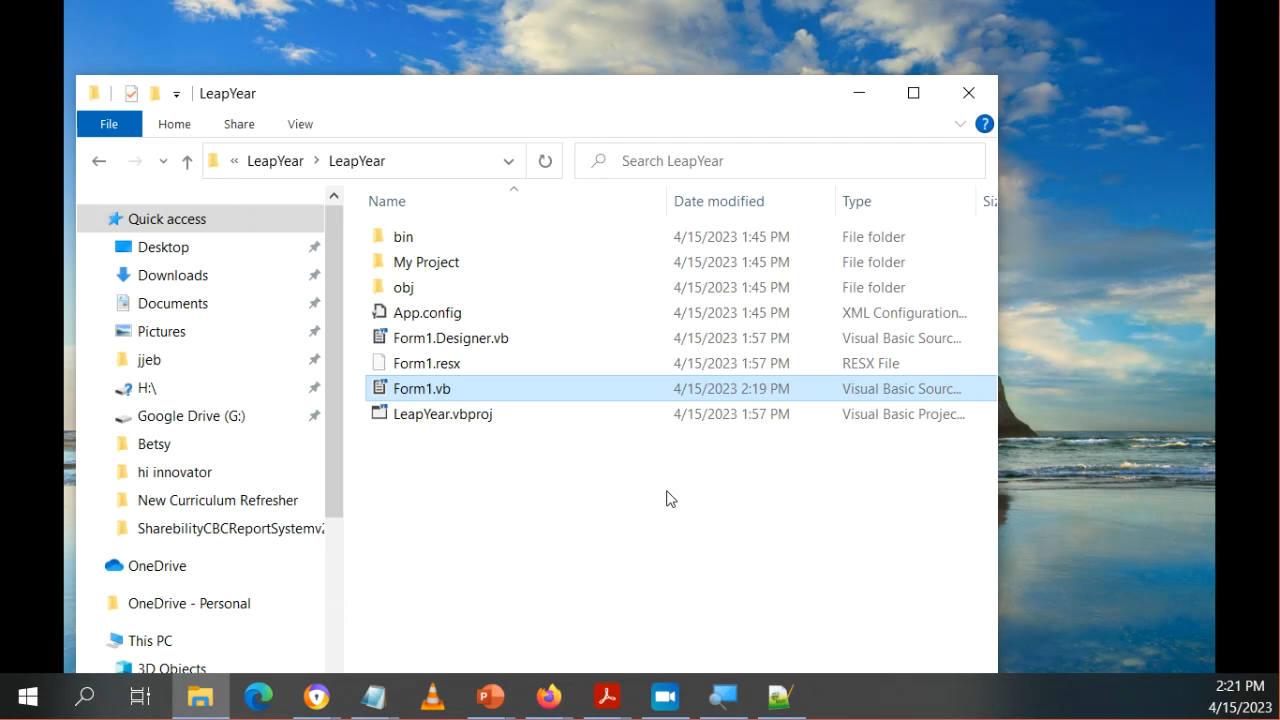 LeapYear
File Home Share View
« LeapYear > LeapYear
Search LeapYear
Name Date modified Type Siz
Quick access
Desktop
Downloads
Documents
Pictures
jjeb
H:\
Google Drive (G:)
Betsy
hi innovator
New Curriculum Refresher
SharebilityCBCReportSystemv2
OneDrive
OneDrive - Personal
This PC
3D Objects
bin 4/15/2023 1:45 PM File folder
My Project 4/15/2023 1:45 PM File folder
obj 4/15/2023 1:45 PM File folder
App.config 4/15/2023 1:45 PM XML Configuration...
Form1.Designer.vb 4/15/2023 1:57 PM Visual Basic Sourc...
Form1.resx 4/15/2023 1:57 PM RESX File
Form1.vb 4/15/2023 2:19 PM Visual Basic Sourc...
LeapYear.vbproj 4/15/2023 1:57 PM Visual Basic Projec...
2:21 PM
4/15/2023